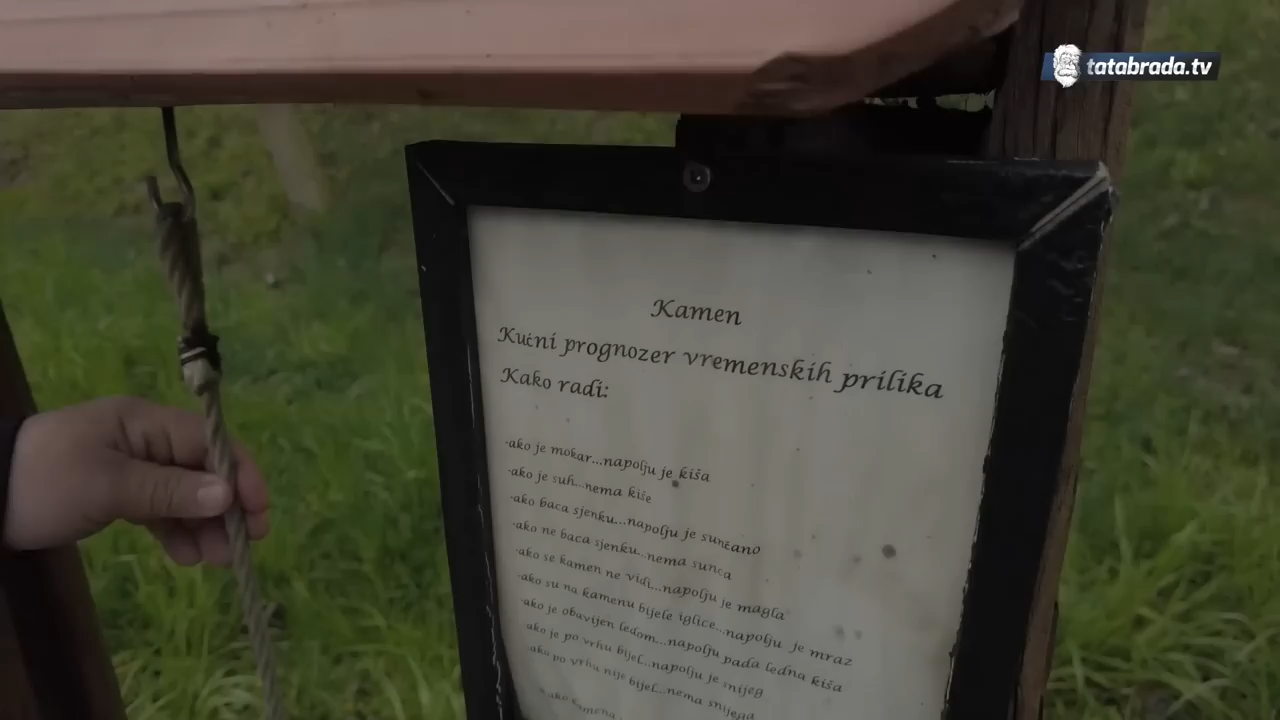 tatabrada.tv
Kamen
Kućni prognozer vremenskih prilika
Kako radi:
-ako je mokar...napolju je kiša
-ako je suh...nema kiše
-ako baca sjenku...napolju je sunčano
-ako ne baca sjenku...nema sunca
-ako se kamen ne vidi...napolju je magla
-ako su na kamenu bijele iglice...napolju je mraz
-ako je obavijen ledom...napolju pada ledna kiša
-ako je po vrhu bijel...napolju je snijeg
-ako po vrhu nije bijel...nema snijega
-ako kamena